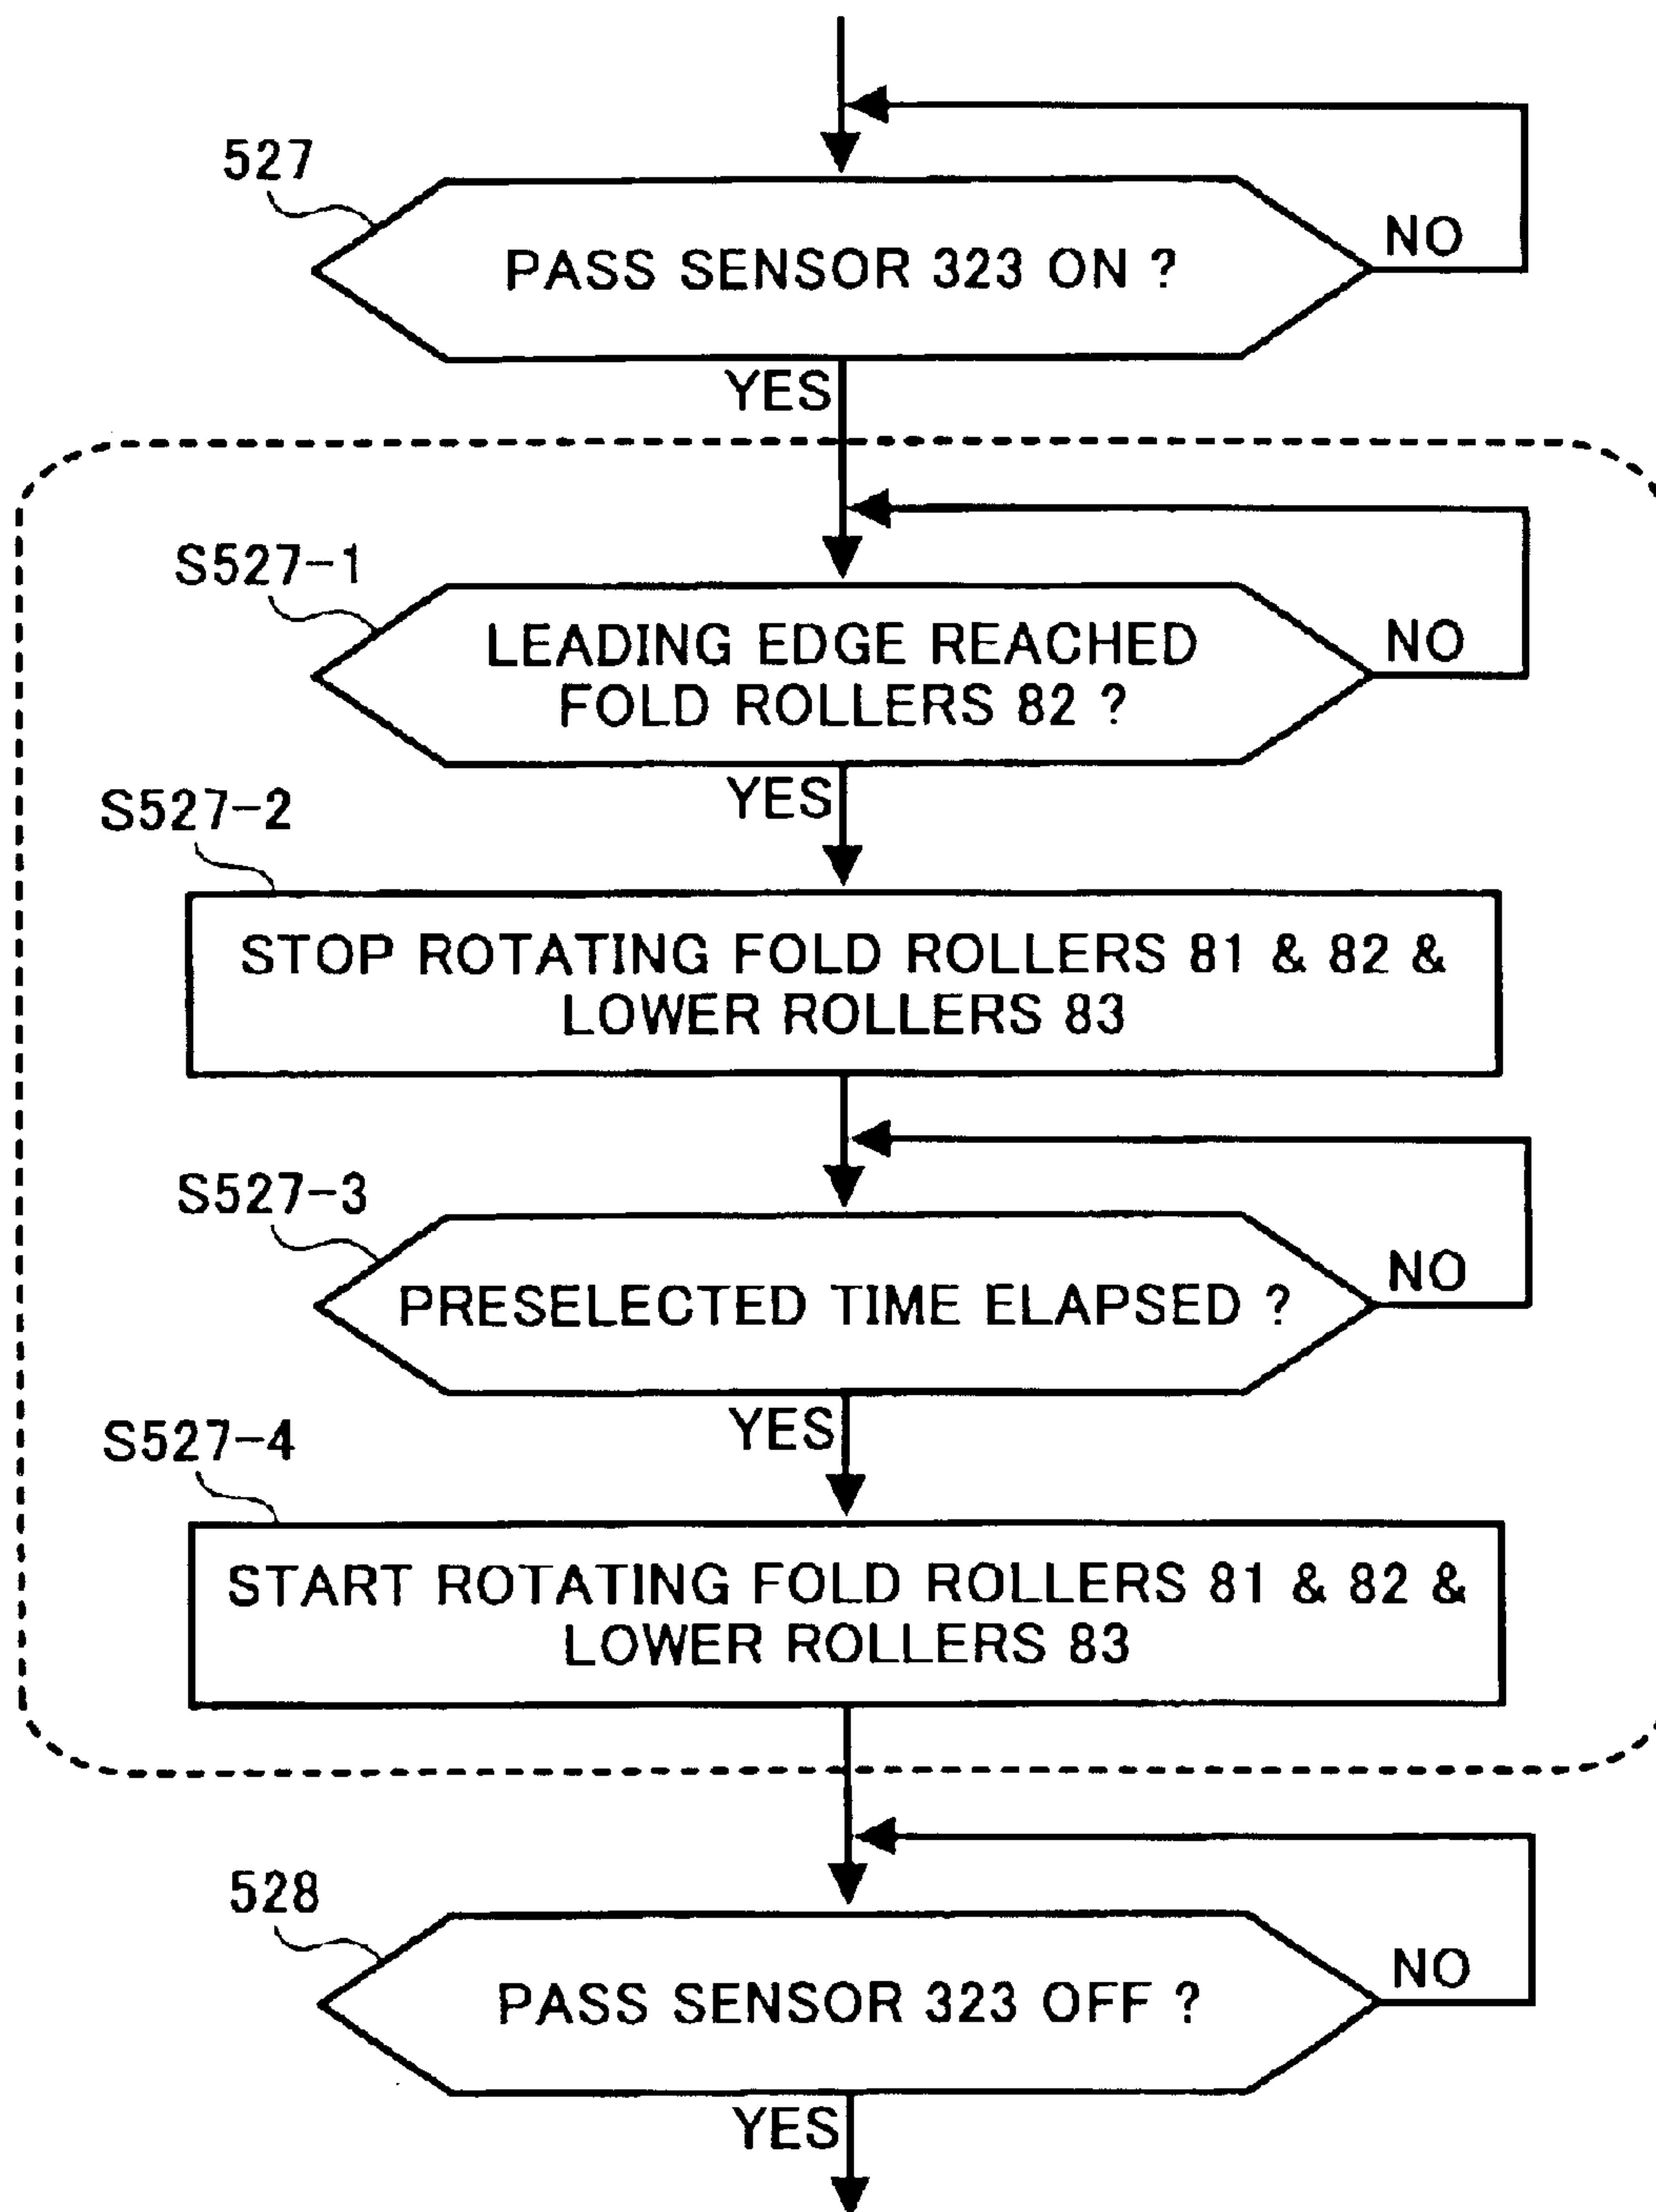 527
PASS SENSOR 323 ON ?
NO
YES
S527-1
LEADING EDGE REACHED
FOLD ROLLERS 82 ?
NO
YES
S527-2
STOP ROTATING FOLD ROLLERS 81 & 82 &
LOWER ROLLERS 83
S527-3
PRESELECTED TIME ELAPSED ?
NO
YES
S527-4
START ROTATING FOLD ROLLERS 81 & 82 &
LOWER ROLLERS 83
528
PASS SENSOR 323 OFF ?
NO
YES